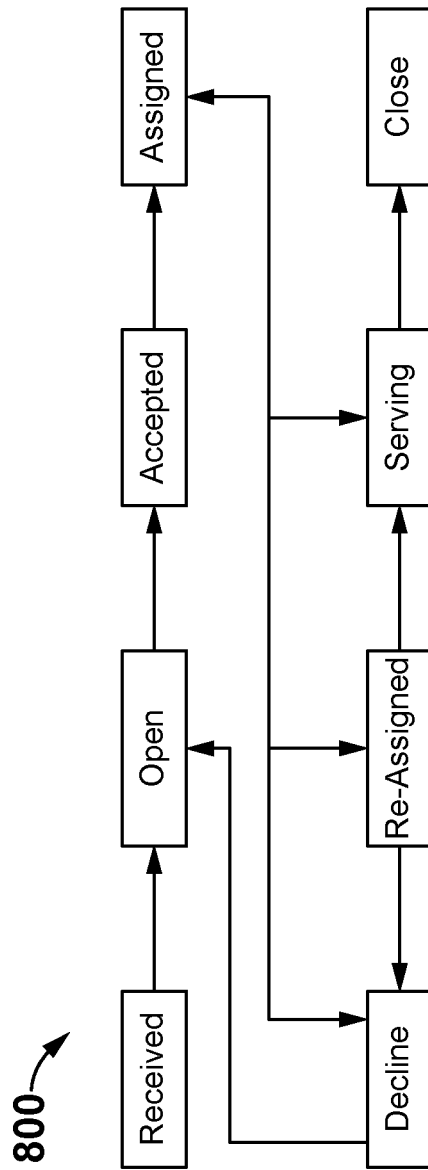 800
Received
Open
Accepted
Assigned
Decline
Re-Assigned
Serving
Close